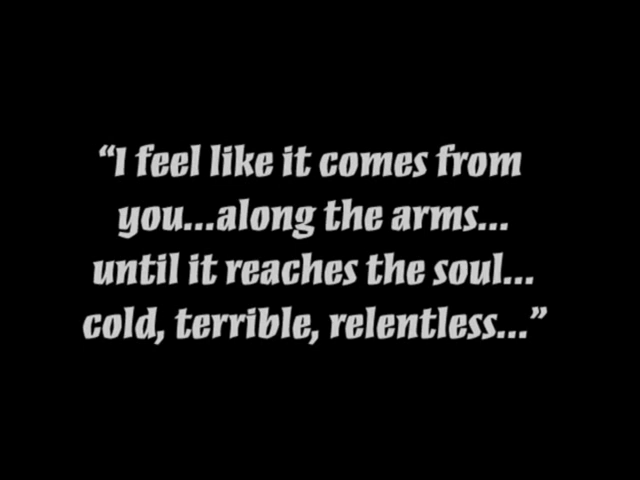 “I feel like it comes from
you...along the arms...
until it reaches the soul...
cold, terrible, relentless...”